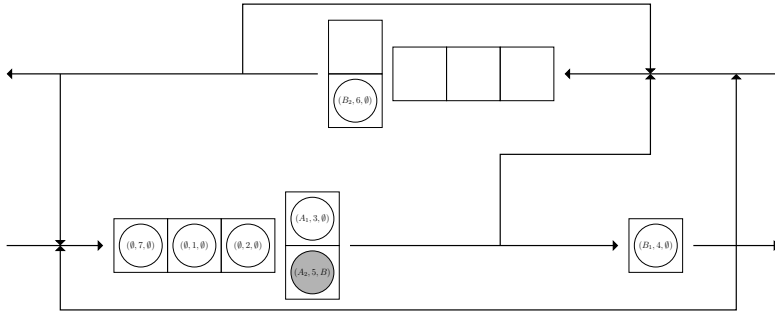 (B₂, 6, ∅)
(A₁, 3, ∅)
(∅, 7, ∅) (∅, 1, ∅) (∅, 2, ∅) (B₁, 4, ∅)
(A₂, 5, B)